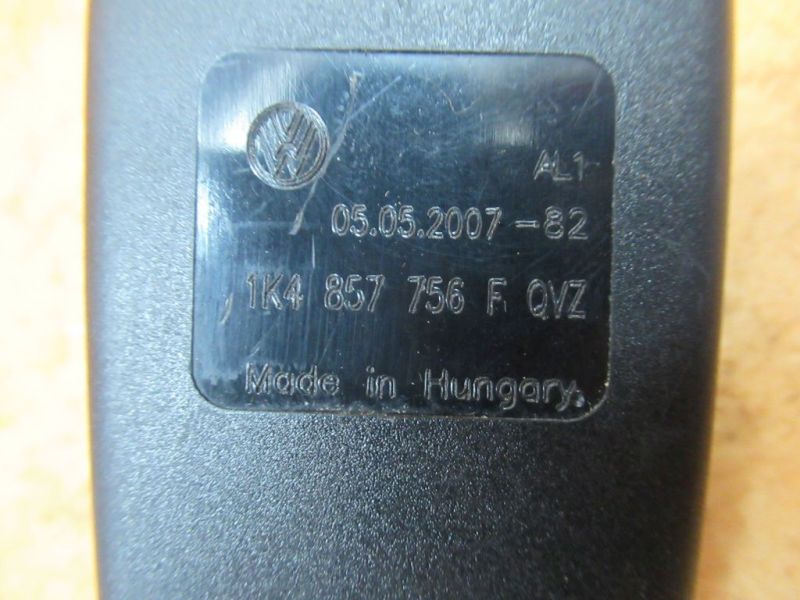 AL1
05.05.2007 -82
1K4 857 756 F QVZ
Made in Hungary.